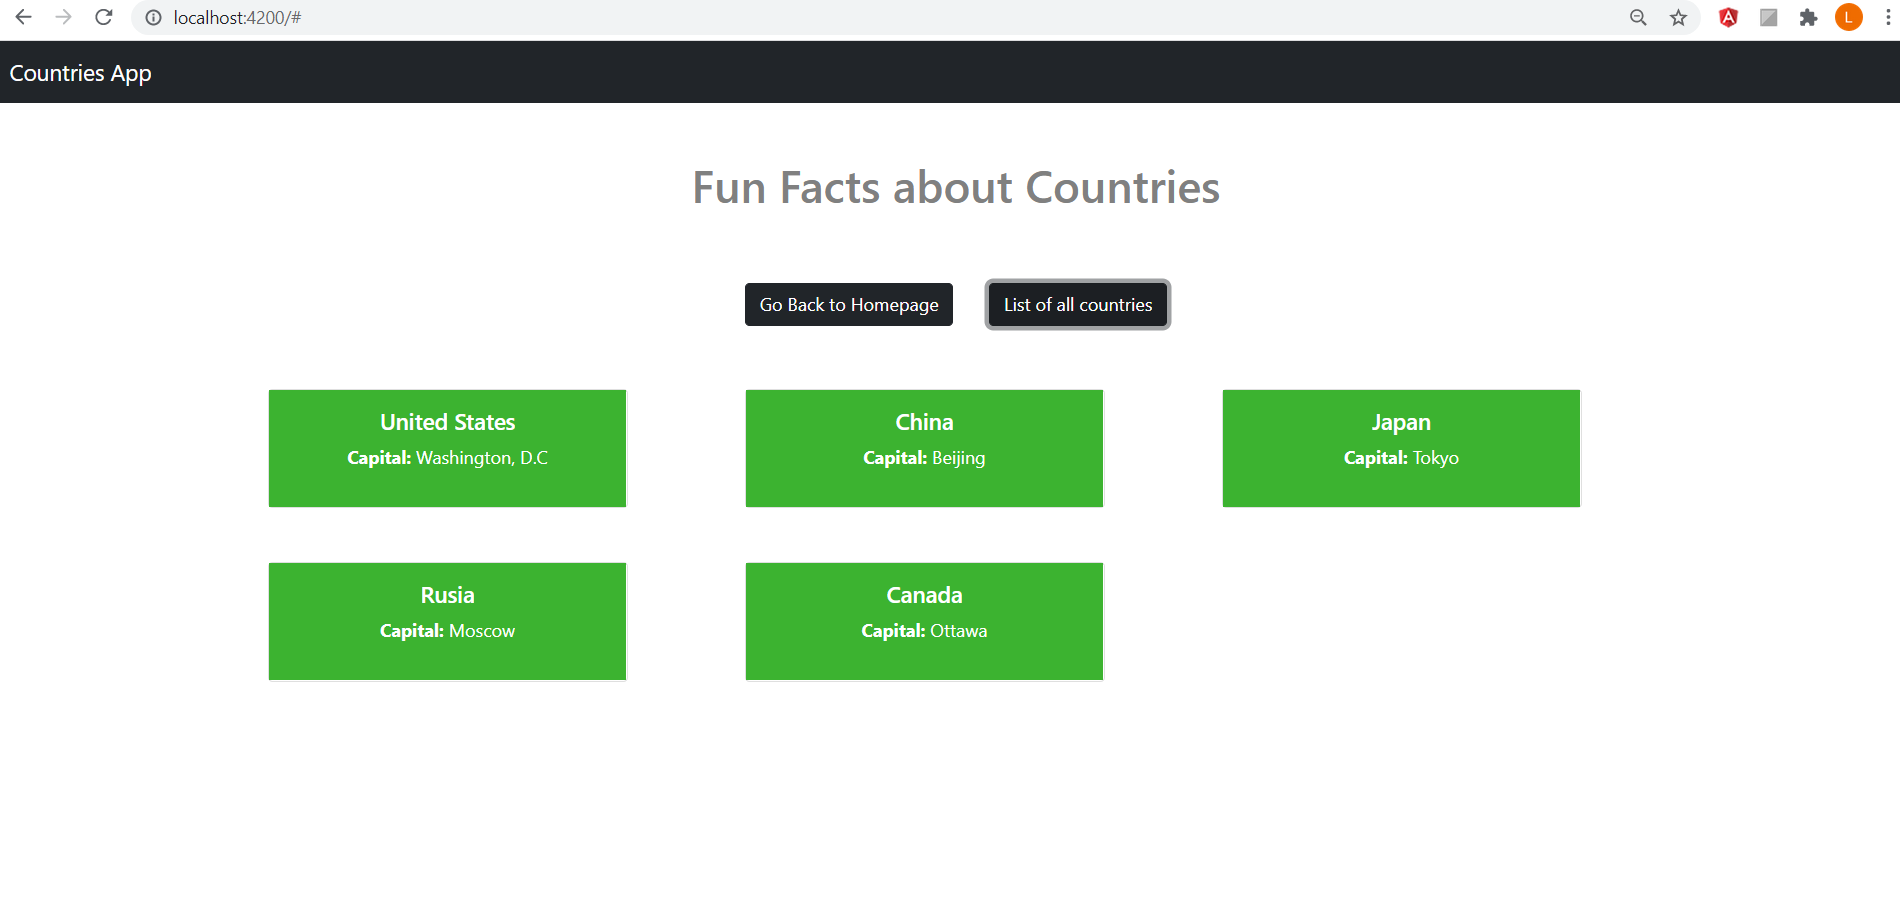 localhost:4200/#
L
Countries App
Fun Facts about Countries
Go Back to Homepage
List of all countries
United States
Capital: Washington, D.C
China
Capital: Beijing
Japan
Capital: Tokyo
Rusia
Capital: Moscow
Canada
Capital: Ottawa